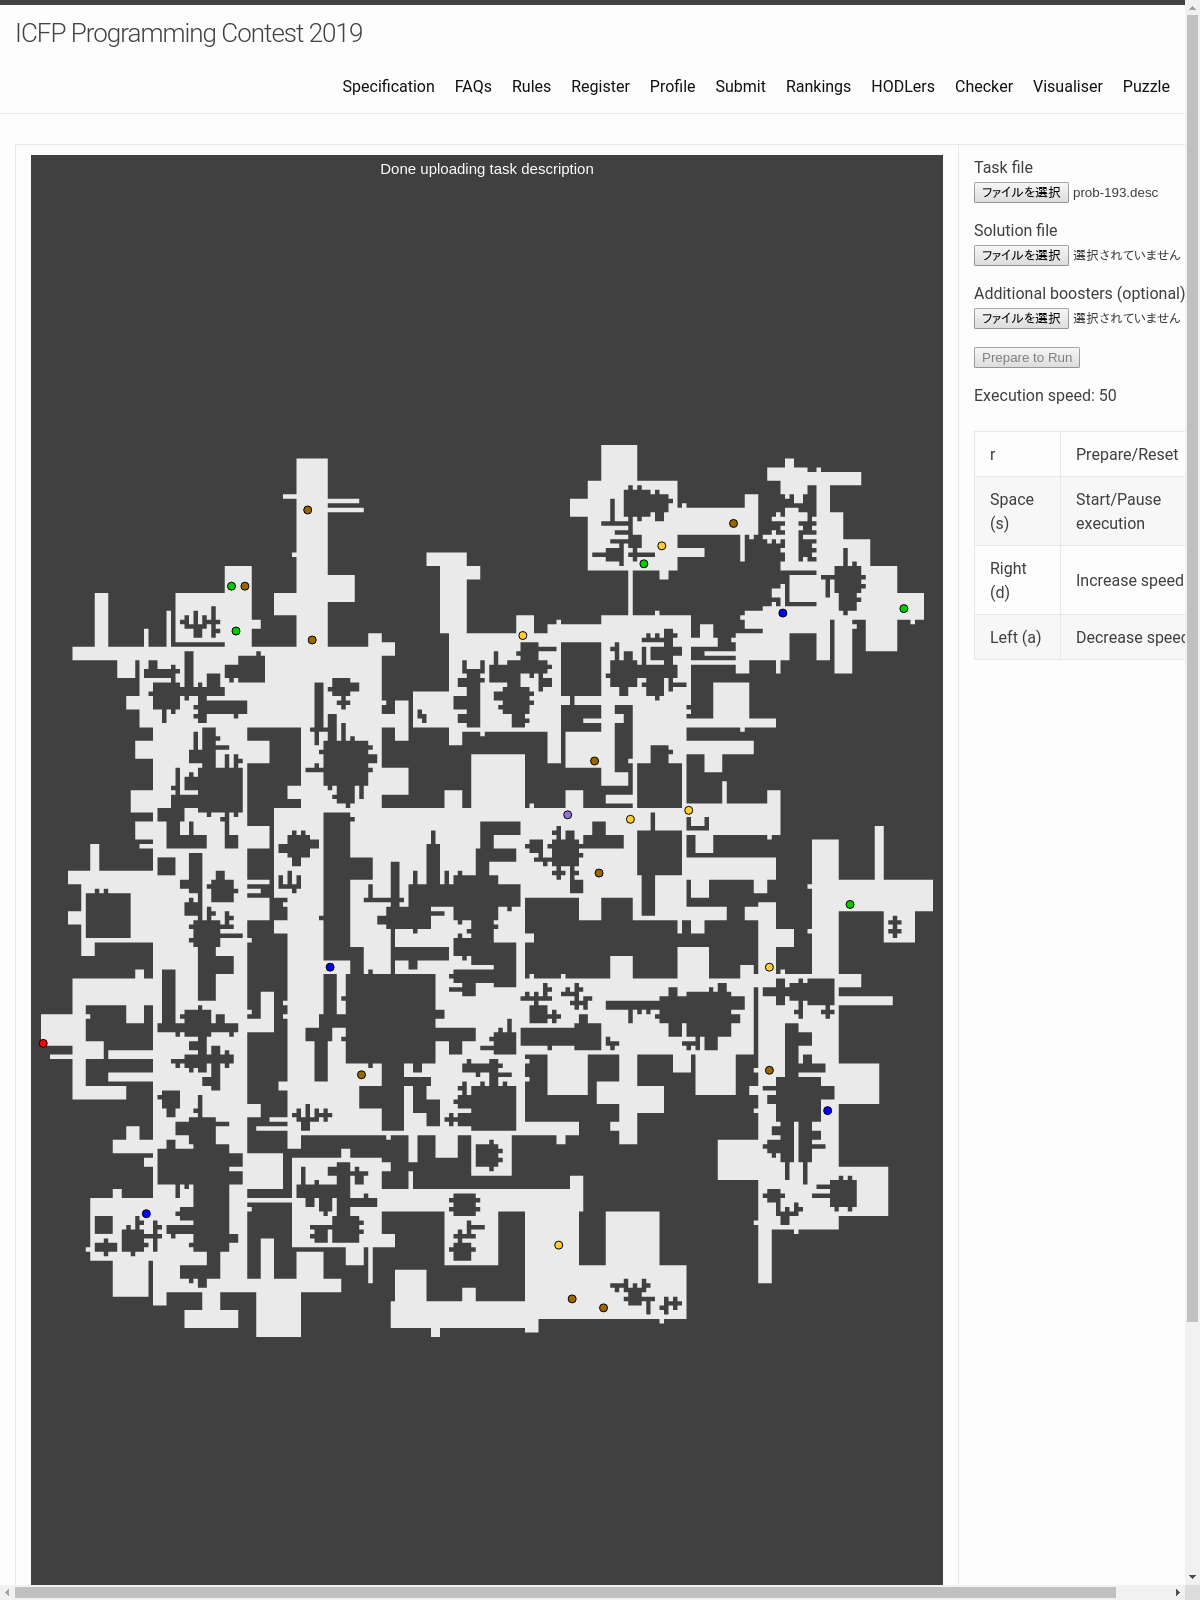 ICFP Programming Contest 2019
Specification FAQs Rules Register Profile Submit Rankings HODLers Checker Visualiser Puzzle
Done uploading task description
Task file
ファイルを選択 prob-193.desc
Solution file
ファイルを選択 選択されていません
Additional boosters (optional)
ファイルを選択 選択されていません
Prepare to Run
Execution speed: 50
r Prepare/Reset
Space (s) Start/Pause execution
Right (d) Increase speed
Left (a) Decrease speed